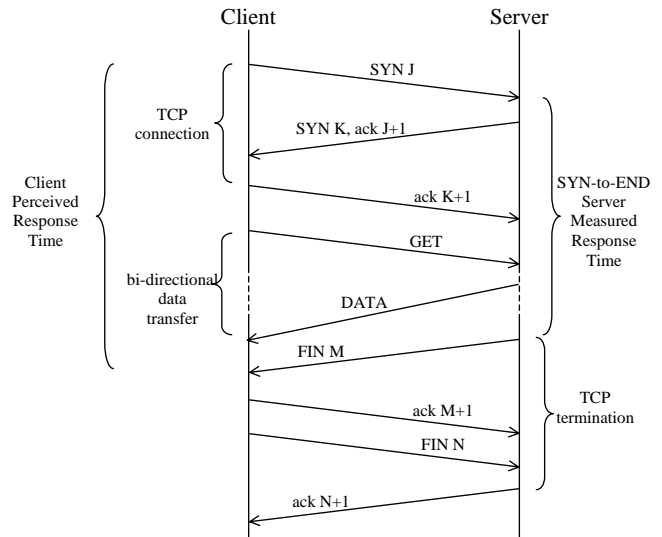 Client
Server
SYN J
TCP
connection
SYN K, ack J+1
Client
Perceived
Response
Time
SYN-to-END
Server
Measured
Response
Time
ack K+1
GET
bi-directional
data
transfer
DATA
FIN M
TCP
termination
ack M+1
FIN N
ack N+1